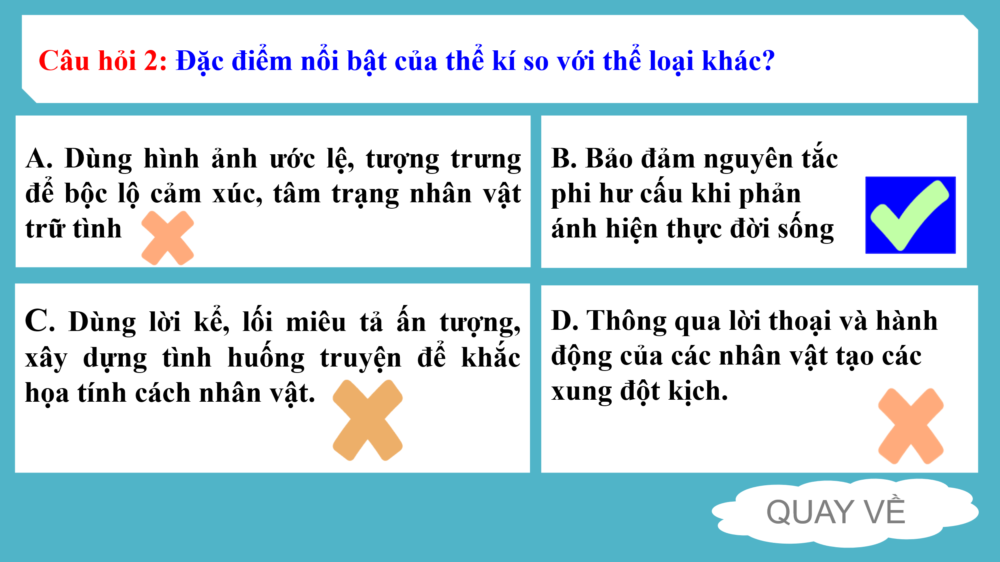 Câu hỏi 2: Đặc điểm nổi bật của thể kí so với thể loại khác?
A. Dùng hình ảnh ước lệ, tượng trưng
để bộc lộ cảm xúc, tâm trạng nhân vật
trữ tình
B. Bảo đảm nguyên tắc
phi hư cấu khi phản
ánh hiện thực đời sống
C. Dùng lời kể, lối miêu tả ấn tượng,
xây dựng tình huống truyện để khắc
họa tính cách nhân vật.
D. Thông qua lời thoại và hành
động của các nhân vật tạo các
xung đột kịch.
QUAY VỀ